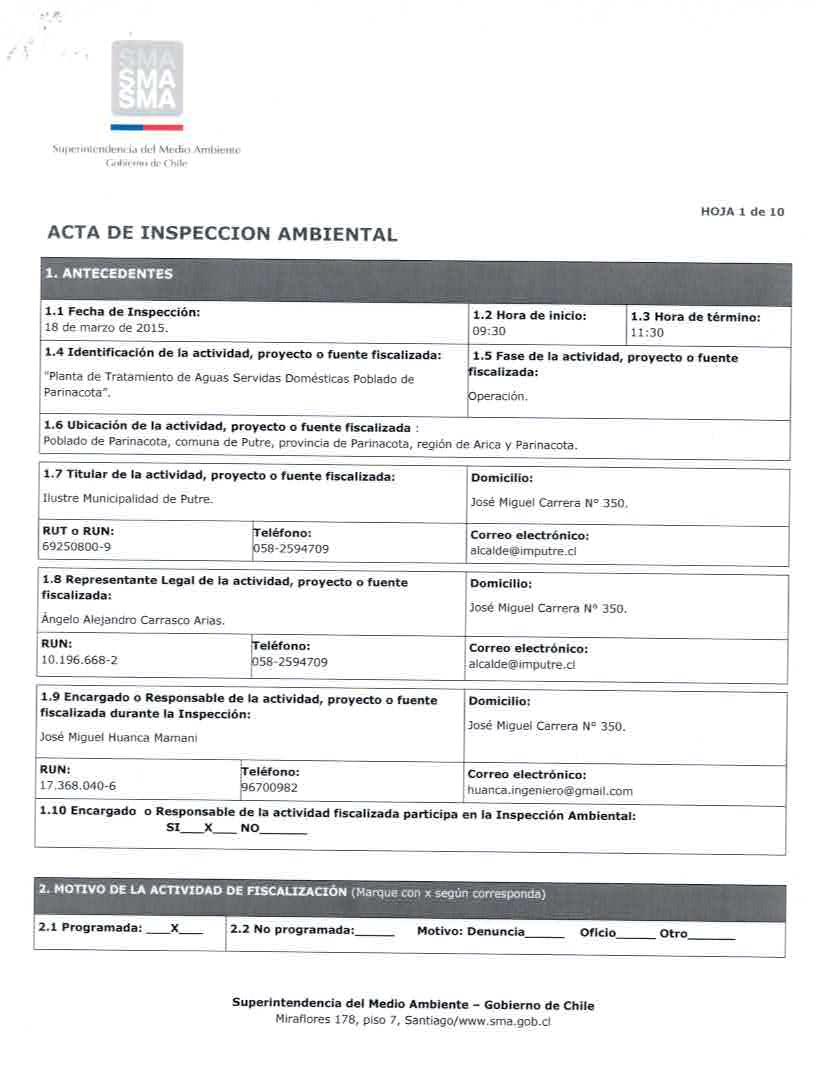 SMA
SMA
SMA
Superintendencia del Medio Ambiente
Gobierno de Chile
HOJA 1 de 10
ACTA DE INSPECCION AMBIENTAL
1. ANTECEDENTES
1.1 Fecha de Inspección:
18 de marzo de 2015.
1.2 Hora de inicio:
09:30
1.3 Hora de término:
11:30
1.4 Identificación de la actividad, proyecto o fuente fiscalizada:
"Planta de Tratamiento de Aguas Servidas Domésticas Poblado de
Parinacota".
1.5 Fase de la actividad, proyecto o fuente
fiscalizada:
Operación.
1.6 Ubicación de la actividad, proyecto o fuente fiscalizada :
Poblado de Parinacota, comuna de Putre, provincia de Parinacota, región de Arica y Parinacota.
1.7 Titular de la actividad, proyecto o fuente fiscalizada:
Ilustre Municipalidad de Putre.
Domicilio:
José Miguel Carrera N° 350.
RUT o RUN:
69250800-9
Teléfono:
058-2594709
Correo electrónico:
alcalde@imputre.cl
1.8 Representante Legal de la actividad, proyecto o fuente
fiscalizada:
Ángelo Alejandro Carrasco Arias.
Domicilio:
José Miguel Carrera N° 350.
RUN:
10.196.668-2
Teléfono:
058-2594709
Correo electrónico:
alcalde@imputre.cl
1.9 Encargado o Responsable de la actividad, proyecto o fuente
fiscalizada durante la Inspección:
José Miguel Huanca Mamani
Domicilio:
José Miguel Carrera N° 350.
RUN:
17.368.040-6
Teléfono:
96700982
Correo electrónico:
huanca.ingeniero@gmail.com
1.10 Encargado o Responsable de la actividad fiscalizada participa en la Inspección Ambiental:
SI___X___ NO______
2. MOTIVO DE LA ACTIVIDAD DE FISCALIZACIÓN (Marque con x según corresponda)
2.1 Programada: ___X___
2.2 No programada:_____ Motivo: Denuncia_____ Oficio_____ Otro______
Superintendencia del Medio Ambiente – Gobierno de Chile
Miraflores 178, piso 7, Santiago/www.sma.gob.cl